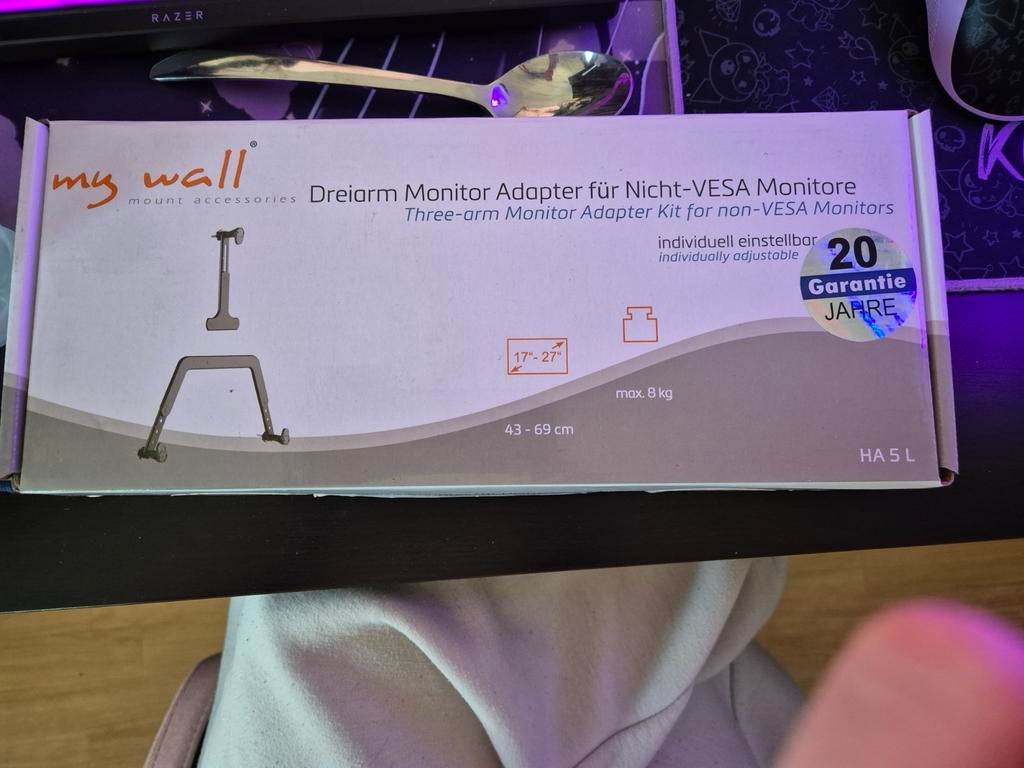 RAZER
my wall®
mount accessories
Dreiarm Monitor Adapter für Nicht-VESA Monitore
Three-arm Monitor Adapter Kit for non-VESA Monitors
individuell einstellbar
individually adjustable
20
Garantie
JAHRE
17"- 27"
max. 8 kg
43 - 69 cm
HA 5 L